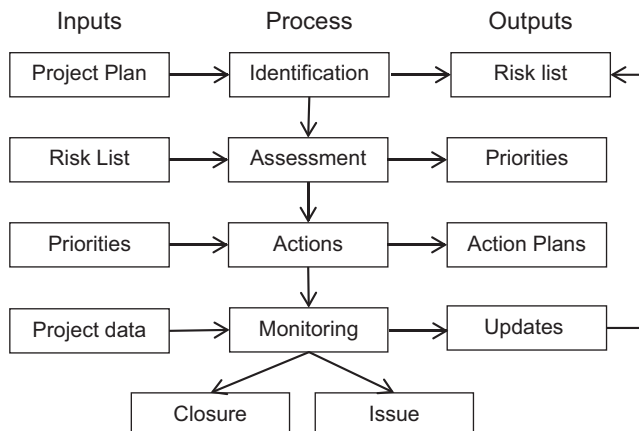 Inputs Process Outputs
Project Plan Identification Risk list
Risk List Assessment Priorities
Priorities Actions Action Plans
Project data Monitoring Updates
Closure Issue